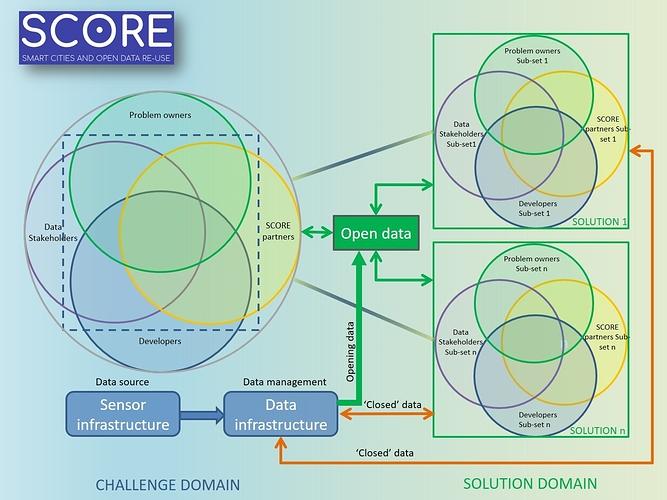 SCORE
SMART CITIES AND OPEN DATA RE-USE
Problem owners
Data
Stakeholders
SCORE
partners
Developers
Data source
Sensor
infrastructure
Data management
Data
infrastructure
Opening data
Open data
‘Closed’ data
‘Closed’ data
Problem owners
Sub-set 1
Data
Stakeholders
Sub-set1
SCORE
partners Sub-
set 1
Developers
Sub-set 1
SOLUTION 1
Problem owners
Sub-set n
Data
Stakeholders
Sub-set n
SCORE
partners Sub-
set n
Developers
Sub-set n
SOLUTION n
CHALLENGE DOMAIN
SOLUTION DOMAIN